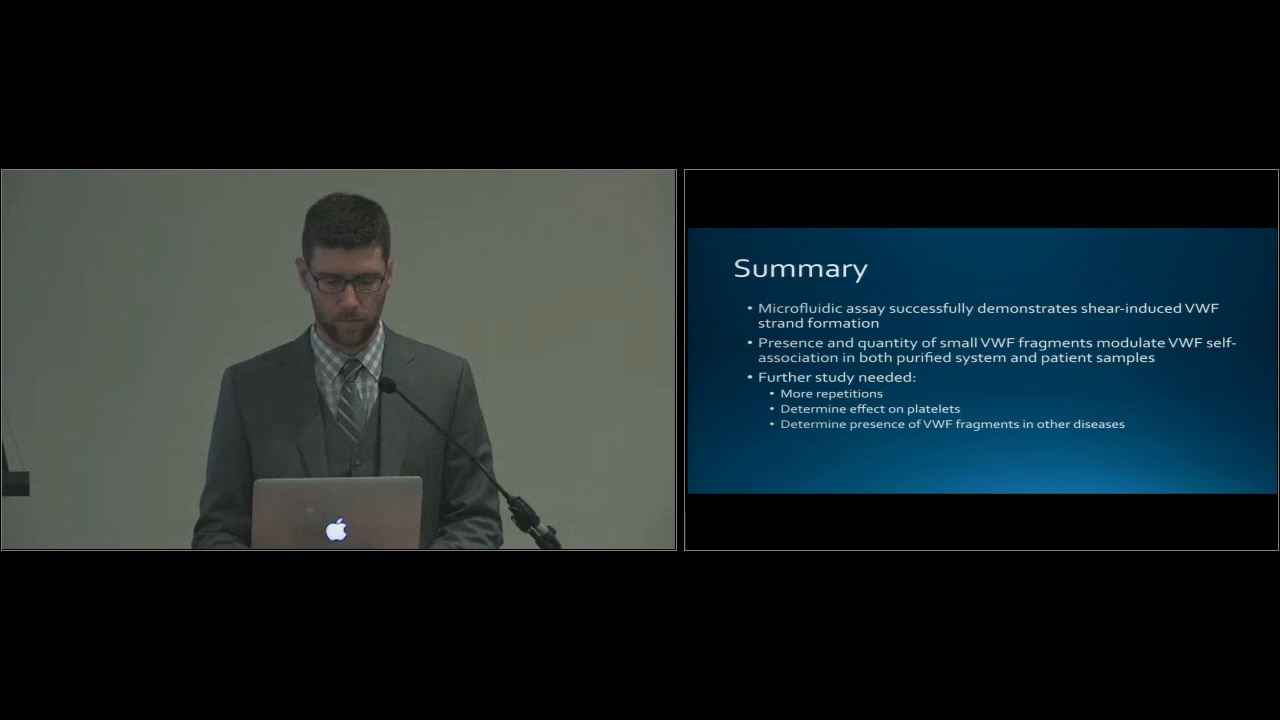 Summary
• Microfluidic assay successfully demonstrates shear-induced VWF
strand formation
• Presence and quantity of small VWF fragments modulate VWF self-
association in both purified system and patient samples
• Further study needed:
• More repetitions
• Determine effect on platelets
• Determine presence of VWF fragments in other diseases